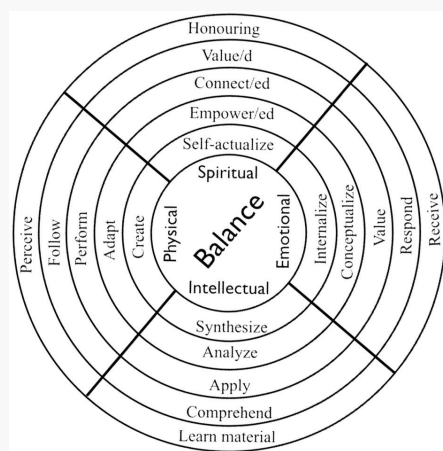 Honouring
Value/d
Connect/ed
Empower/ed
Self-actualize
Spiritual
Perceive
Follow
Perform
Adapt
Create
Physical
Balance
Emotional
Internalize
Conceptualize
Value
Respond
Receive
Intellectual
Synthesize
Analyze
Apply
Comprehend
Learn material